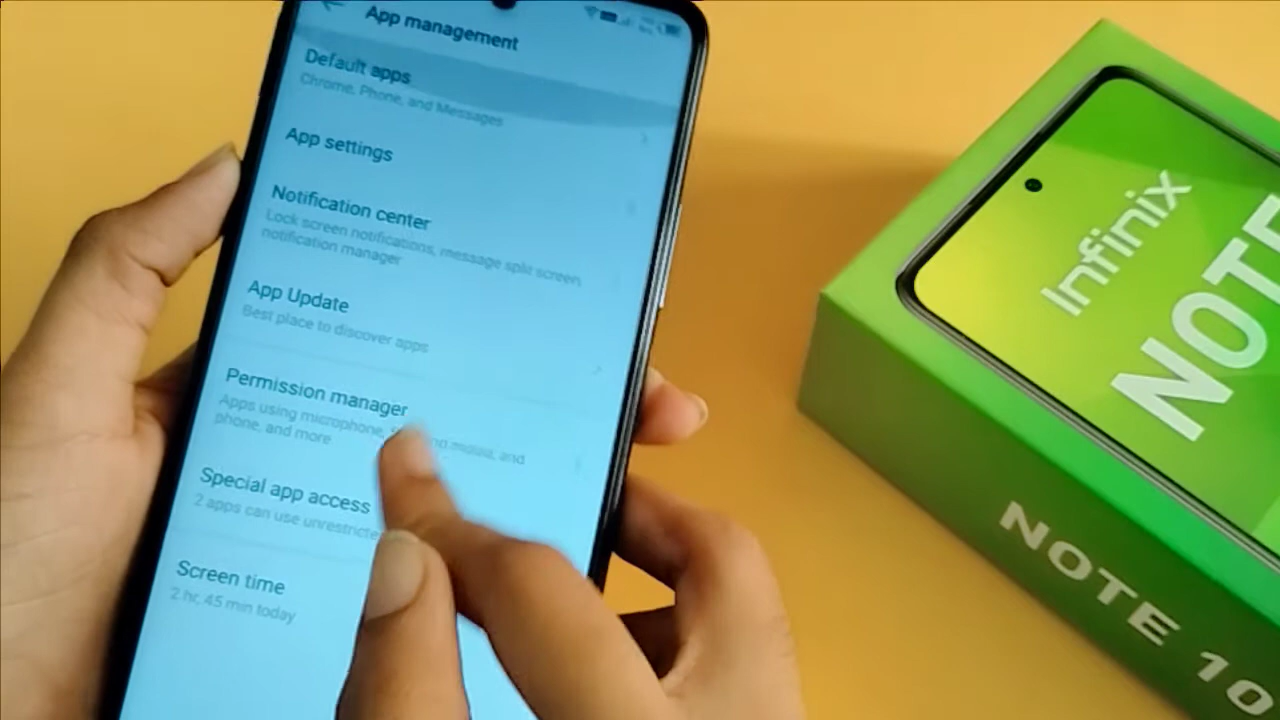 App management
Default apps
Chrome, Phone, and Messages
App settings
Notification center
Lock screen notifications, message split screen,
notification manager
App Update
Best place to discover apps
Permission manager
Apps using microphone, and
phone, and more
Special app access
2 apps can use unrestricte
Screen time
2 hr, 45 min today
Infinix
NOTE
NOTE 10